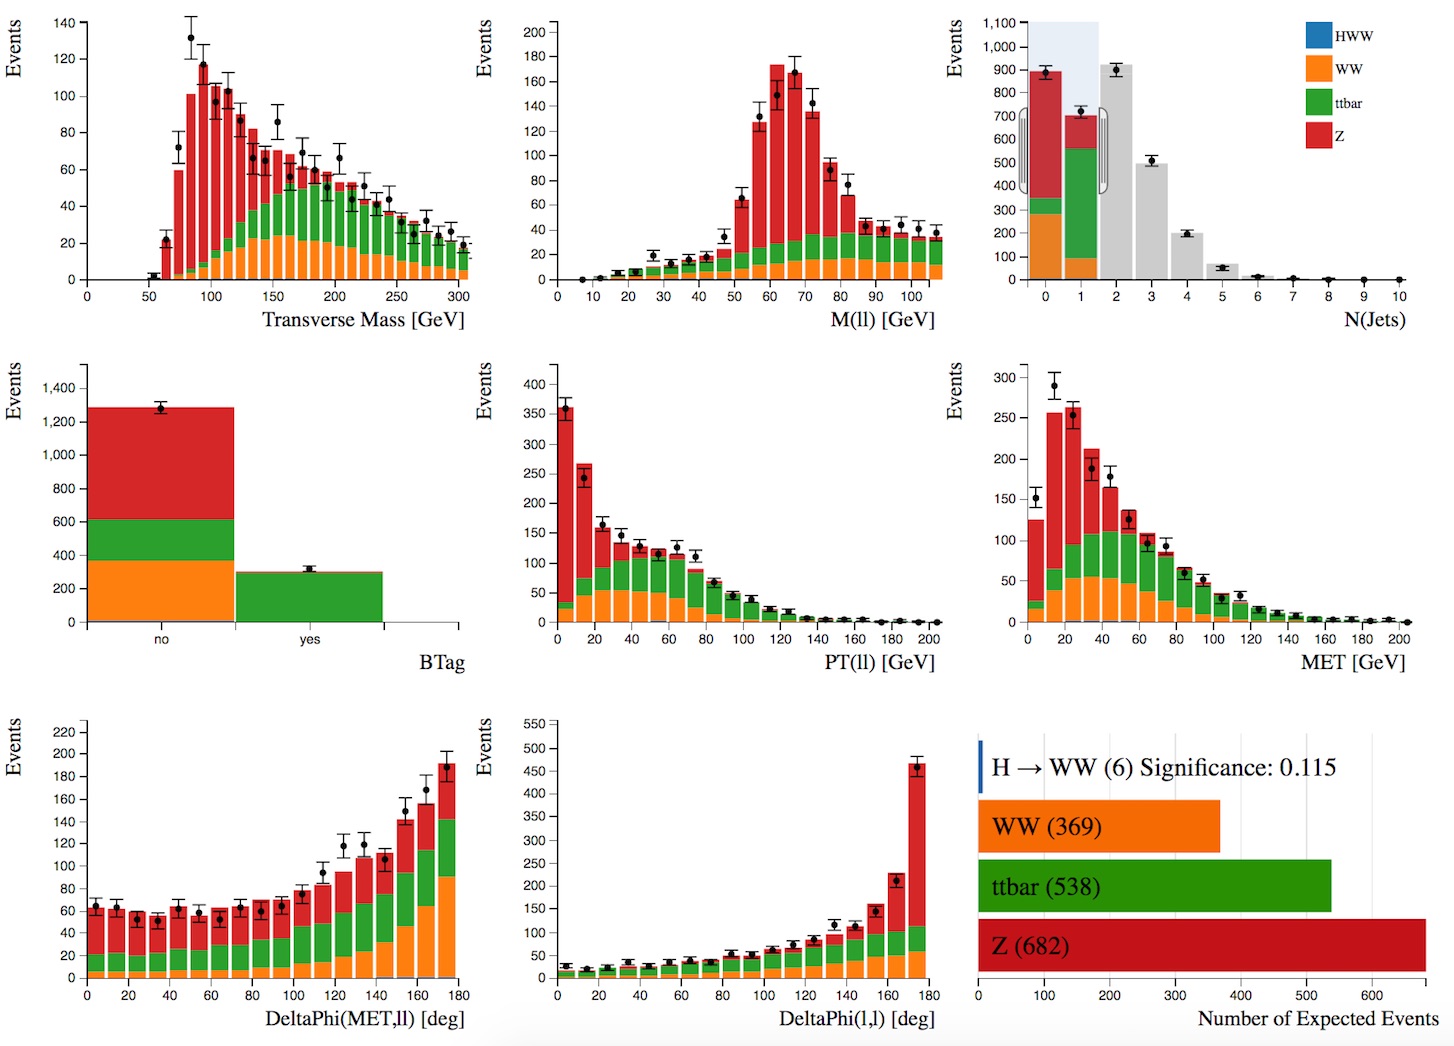 Events
140
120
100
80
60
40
20
0
0 50 100 150 200 250 300
Transverse Mass [GeV]
Events
200
180
160
140
120
100
80
60
40
20
0
0 10 20 30 40 50 60 70 80 90 100
M(ll) [GeV]
Events
1,100
1,000
900
800
700
600
500
400
300
200
100
0
0 1 2 3 4 5 6 7 8 9 10
N(Jets)
HWW
WW
ttbar
Z
Events
1,400
1,200
1,000
800
600
400
200
0
no yes
BTag
Events
400
350
300
250
200
150
100
50
0
0 20 40 60 80 100 120 140 160 180 200
PT(ll) [GeV]
Events
300
250
200
150
100
50
0
0 20 40 60 80 100 120 140 160 180 200
MET [GeV]
Events
220
200
180
160
140
120
100
80
60
40
20
0
0 20 40 60 80 100 120 140 160 180
DeltaPhi(MET,ll) [deg]
Events
550
500
450
400
350
300
250
200
150
100
50
0
0 20 40 60 80 100 120 140 160 180
DeltaPhi(l,l) [deg]
H → WW (6) Significance: 0.115
WW (369)
ttbar (538)
Z (682)
0 100 200 300 400 500 600
Number of Expected Events